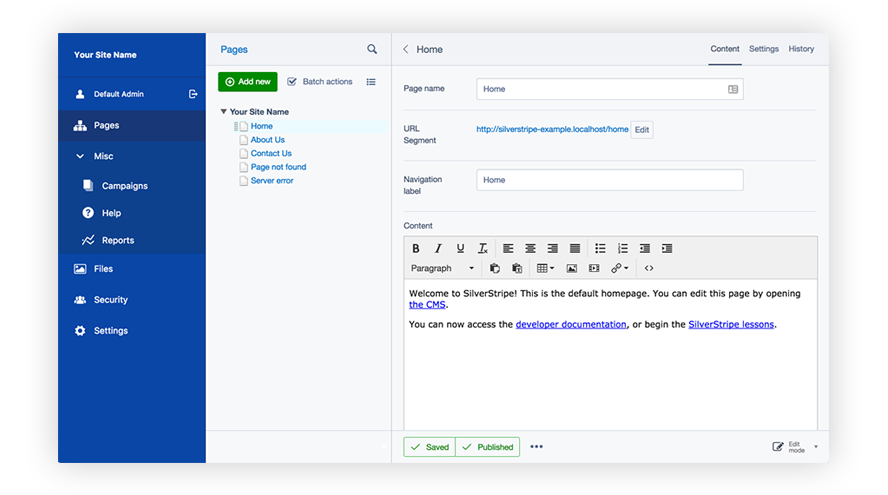 Your Site Name
Default Admin
Pages
Misc
Campaigns
Help
Reports
Files
Security
Settings
Pages
Add new
Batch actions
Your Site Name
Home
About Us
Contact Us
Page not found
Server error
Home
Content Settings History
Page name
Home
URL
Segment
http://silverstripe-example.localhost/home Edit
Navigation
label
Home
Content
B I U Tx
Paragraph
Welcome to SilverStripe! This is the default homepage. You can edit this page by opening
the CMS.
You can now access the developer documentation, or begin the SilverStripe lessons.
Saved Published
Edit
mode